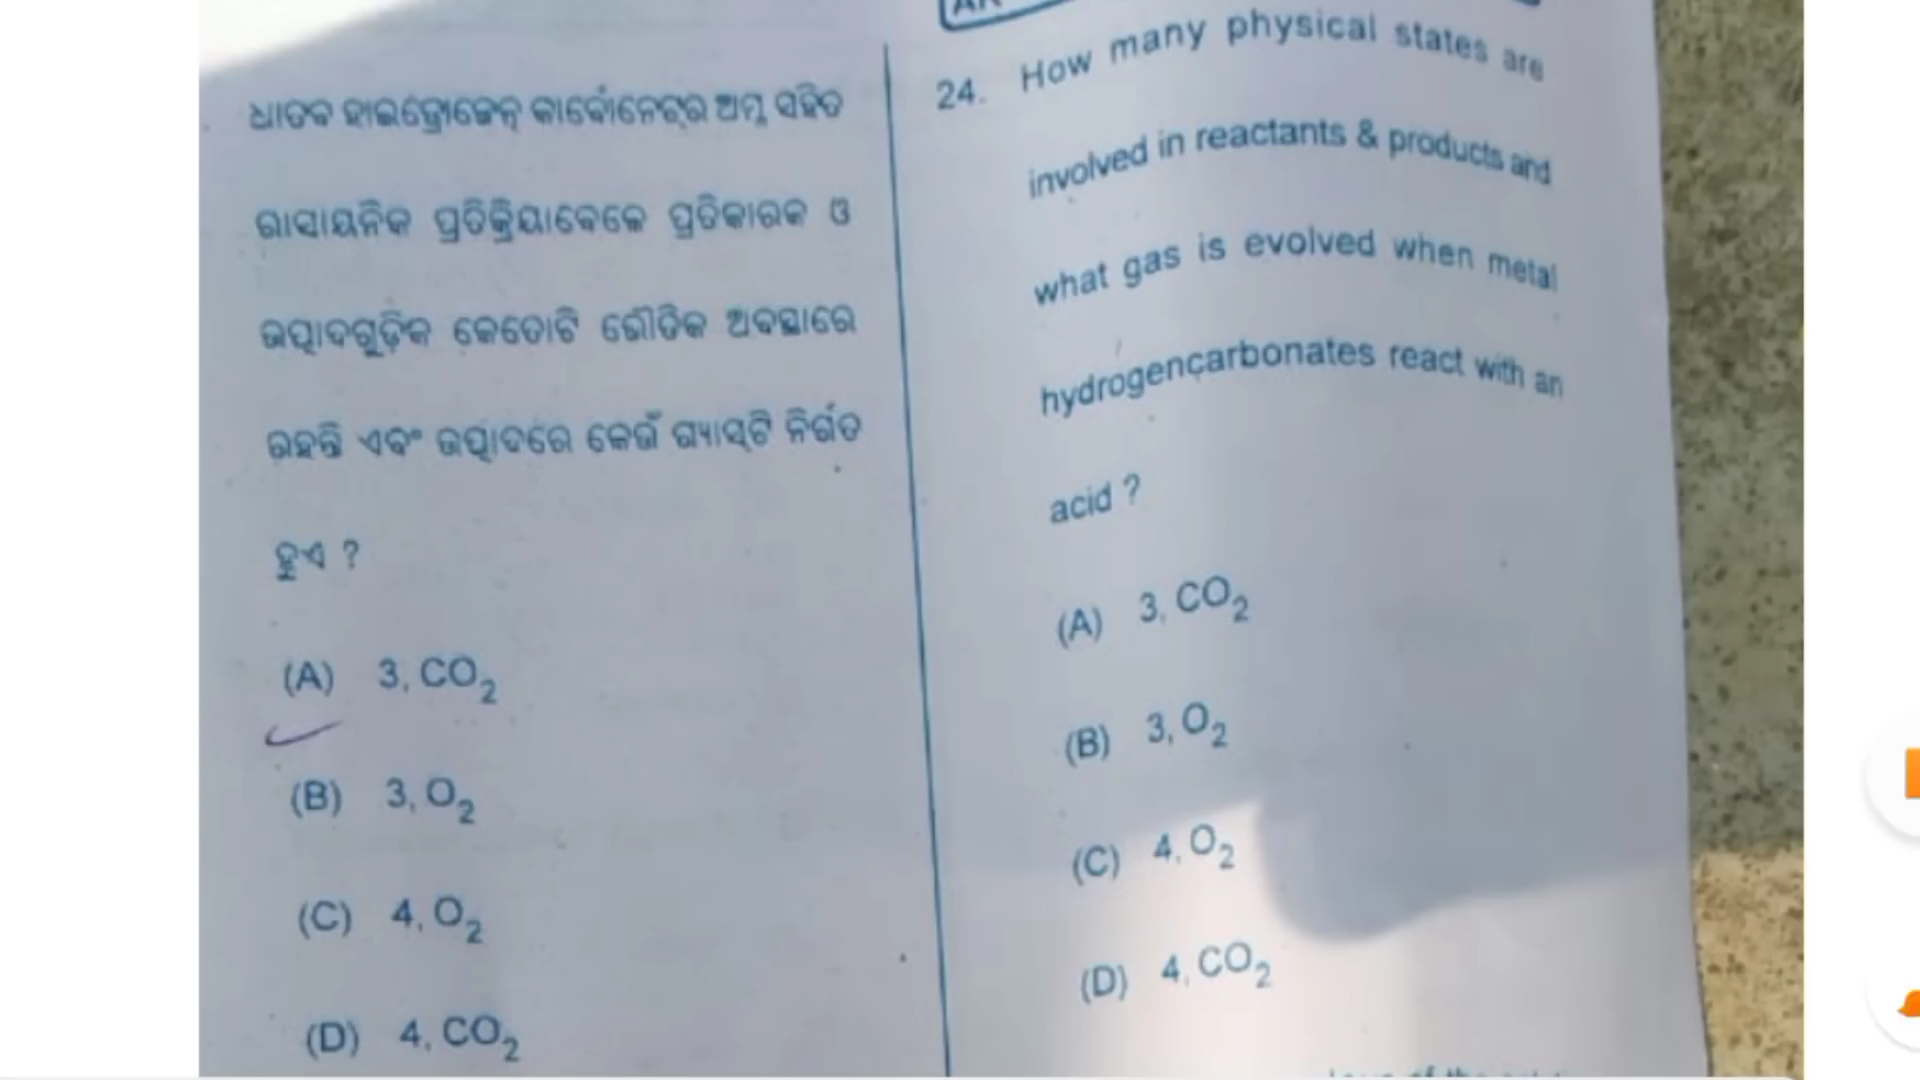 ଧାତବ ହାଇଡ୍ରୋଜେନ୍ କାର୍ବୋନେଟ୍‌ର ଅମ୍ଳ ସହିତ
ରାସାୟନିକ ପ୍ରତିକ୍ରିୟାବେଳେ ପ୍ରତିକାରକ ଓ
ଉତ୍ପାଦଗୁଡ଼ିକ କେତୋଟି ଭୌତିକ ଅବସ୍ଥାରେ
ରହନ୍ତି ଏବଂ ଉତ୍ପାଦରେ କେଉଁ ଗ୍ୟାସ୍‌ଟି ନିର୍ଗତ
ହୁଏ ?
(A) 3, CO₂
(B) 3, O₂
(C) 4, O₂
(D) 4, CO₂
24. How many physical states are
involved in reactants & products and
what gas is evolved when metal
hydrogencarbonates react with an
acid ?
(A) 3, CO₂
(B) 3, O₂
(C) 4, O₂
(D) 4, CO₂